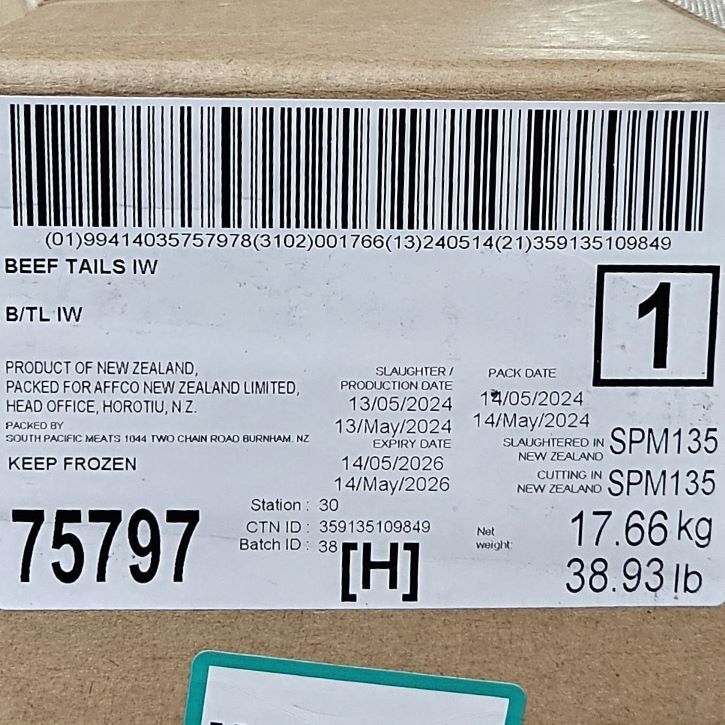 (01)99414035757978(3102)001766(13)240514(21)359135109849
BEEF TAILS IW
B/TL IW
1
PRODUCT OF NEW ZEALAND,
PACKED FOR AFFCO NEW ZEALAND LIMITED,
HEAD OFFICE, HOROTIU, N.Z.
PACKED BY
SOUTH PACIFIC MEATS 1044 TWO CHAIN ROAD BURNHAM. NZ
KEEP FROZEN
SLAUGHTER /
PRODUCTION DATE
13/05/2024
13/May/2024
EXPIRY DATE
14/05/2026
14/May/2026
PACK DATE
14/05/2024
14/May/2024
SLAUGHTERED IN
NEW ZEALAND SPM135
CUTTING IN
NEW ZEALAND SPM135
75797
Station : 30
CTN ID : 359135109849
Batch ID : 38
[H]
Net
weight: 17.66 kg
38.93 lb